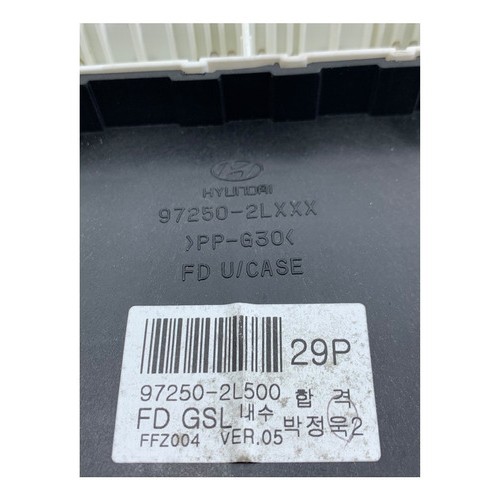 HYUNDAI
97250-2LXXX
>PP-G30<
FD U/CASE
29P
97250-2L500 합격
FD GSL 내수 박정욱2
FFZ004 VER.05